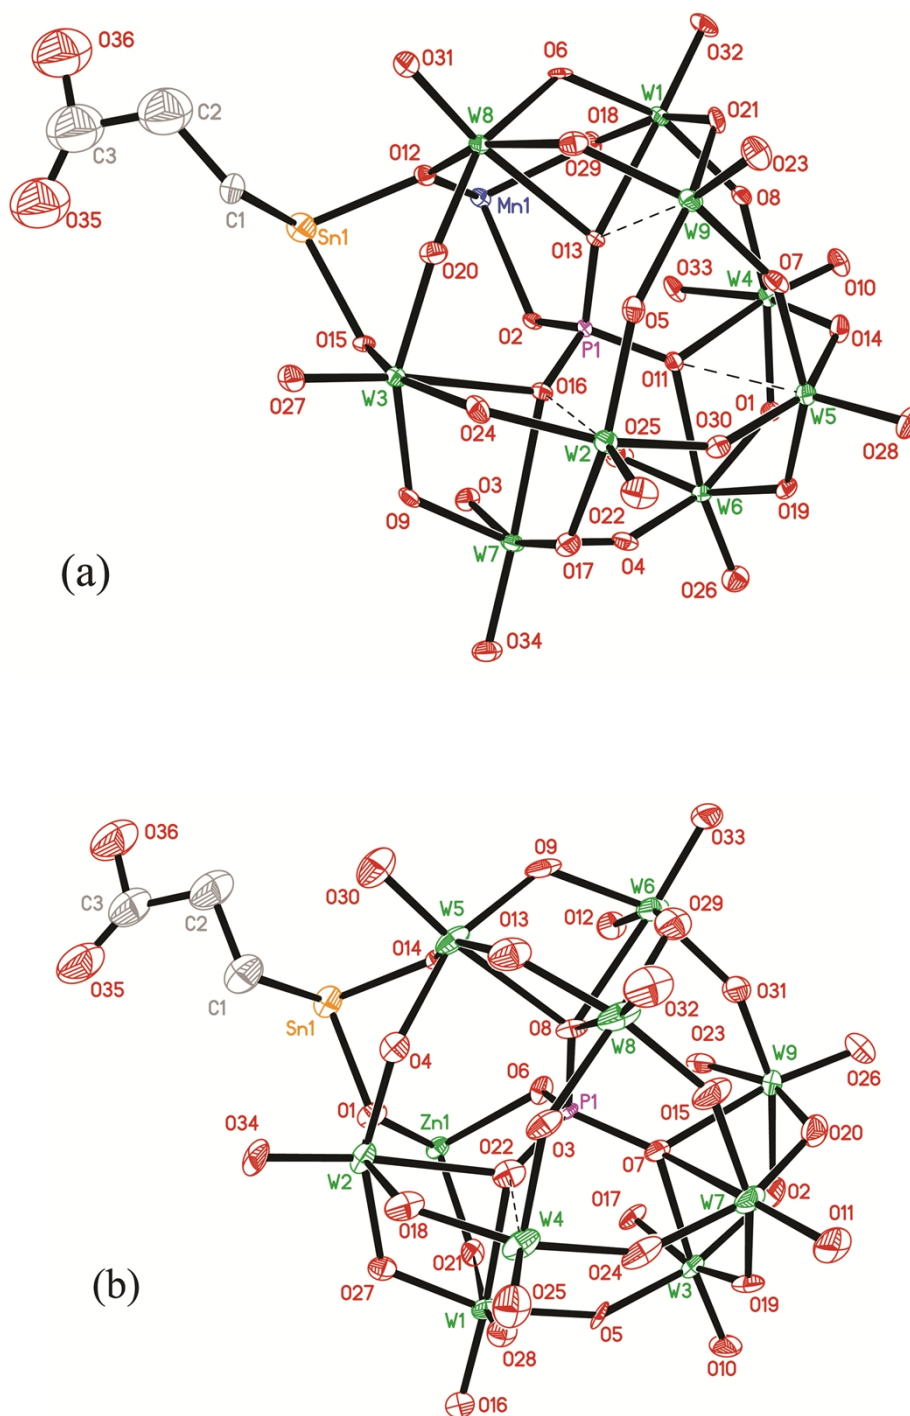 O36
O31
O6
O32
C2
W8
O18
W1
O21
C3
O12
O29
O23
O35
C1
Mn1
O8
Sn1
O13
W9
O20
O33
W4
O7
O10
O2
O5
O15
P1
O11
O14
W3
O16
O27
O1
W5
O24
O25
O30
W2
O28
O3
O22
W6
O19
O9
W7
O17
O4
(a)
O26
O34
O33
O36
O9
O30
W6
C3
O13
O12
O29
C2
W5
O14
O35
O31
C1
O32
Sn1
O8
W8
O23
W9
O4
O6
O26
P1
O15
O1
Zn1
O34
O22
O3
O20
O7
W2
O17
W7
O2
O18
W4
O11
O21
O24
W3
(b)
O27
O25
O19
W1
O5
O28
O10
O16